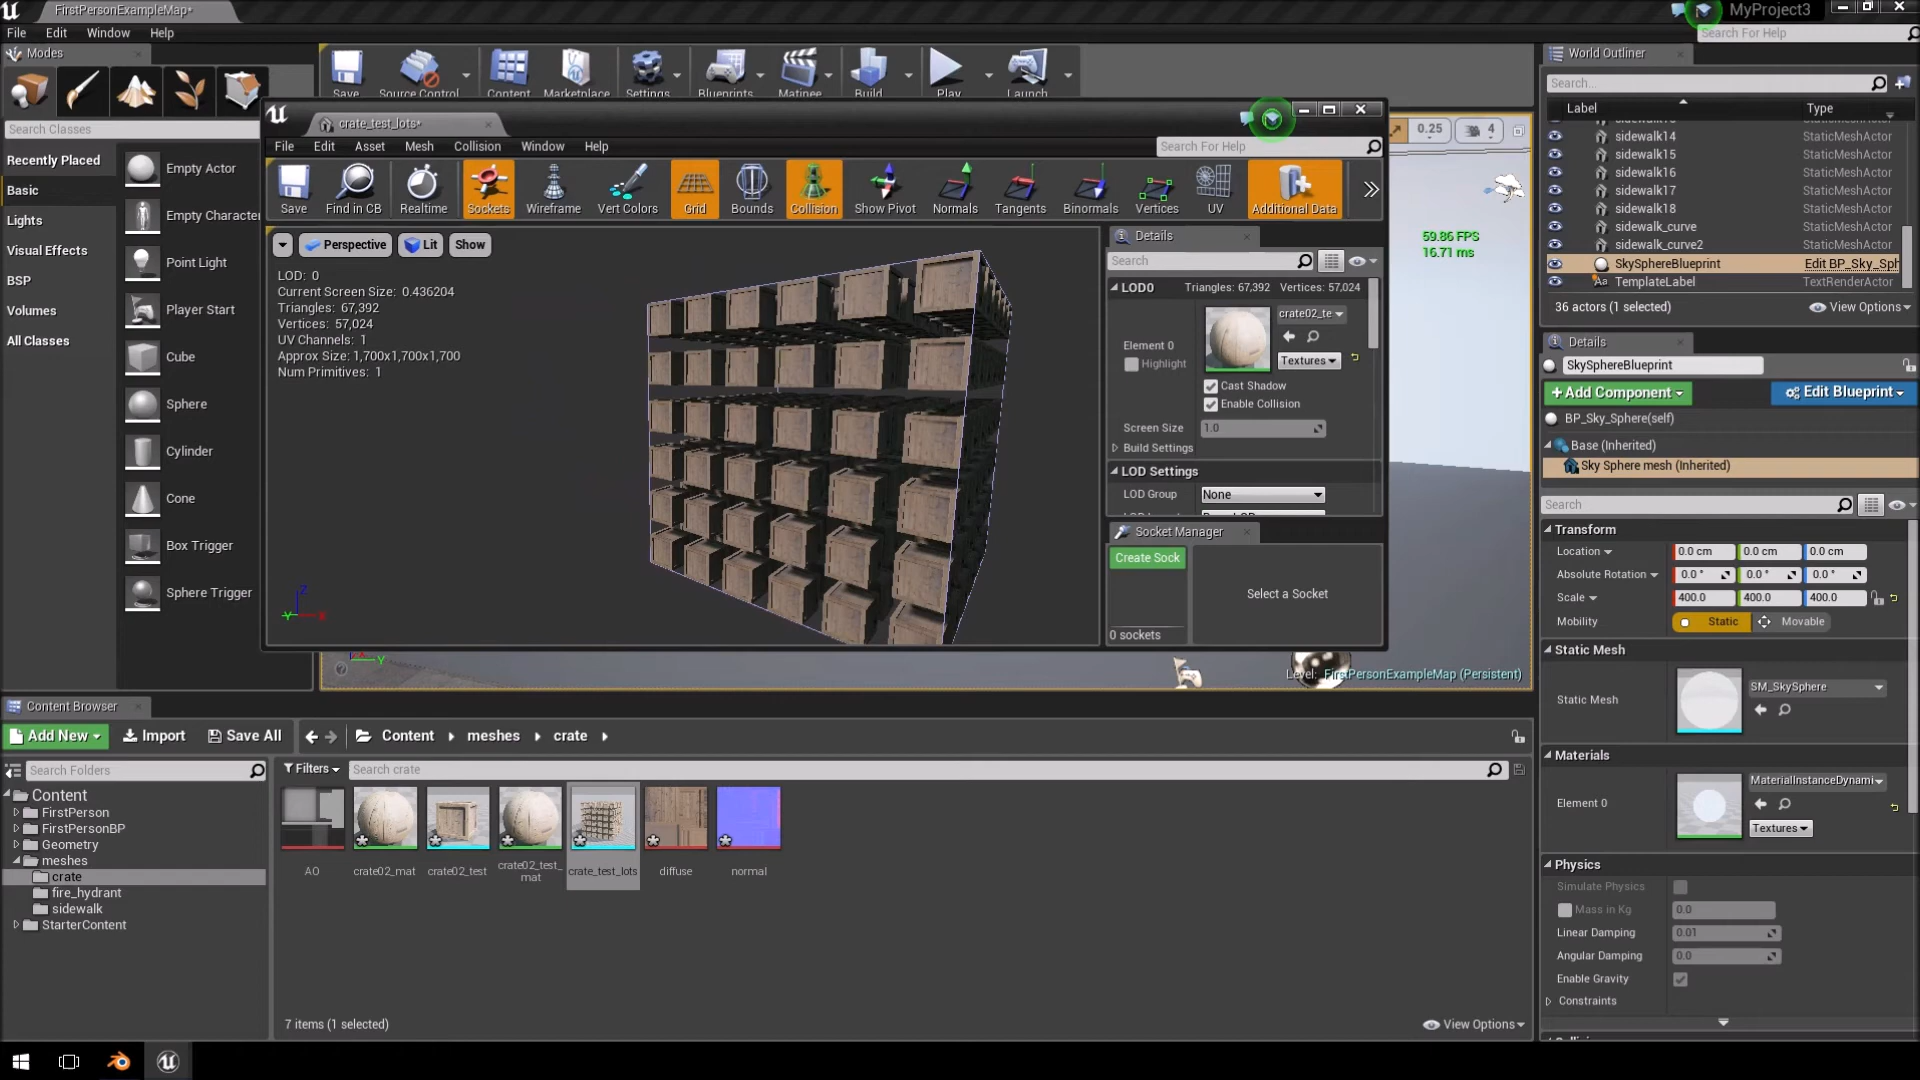 FirstPersonExampleMap*
MyProject3
File Edit Window Help
Search For Help
Modes
Save Source Control Content Marketplace Settings Blueprints Matinee Build Play Launch
Search Classes
Recently Placed
Basic
Lights
Visual Effects
BSP
Volumes
All Classes
Empty Actor
Empty Character
Point Light
Player Start
Cube
Sphere
Cylinder
Cone
Box Trigger
Sphere Trigger
crate_test_lots*
File Edit Asset Mesh Collision Window Help
Search For Help
Save Find in CB Realtime Sockets Wireframe Vert Colors Grid Bounds Collision Show Pivot Normals Tangents Binormals Vertices UV Additional Data
Perspective Lit Show
LOD: 0
Current Screen Size: 0.436204
Triangles: 67,392
Vertices: 57,024
UV Channels: 1
Approx Size: 1,700x1,700x1,700
Num Primitives: 1
Z
Y
X
Details
Search
LOD0 Triangles: 67,392 Vertices: 57,024
crate02_te
Element 0
Highlight
Textures
Cast Shadow
Enable Collision
Screen Size 1.0
Build Settings
LOD Settings
LOD Group None
Socket Manager
Create Sock
Select a Socket
0 sockets
0.25 4
59.86 FPS
16.71 ms
Level: FirstPersonExampleMap (Persistent)
World Outliner
Search...
Label Type
sidewalk14 StaticMeshActor
sidewalk15 StaticMeshActor
sidewalk16 StaticMeshActor
sidewalk17 StaticMeshActor
sidewalk18 StaticMeshActor
sidewalk_curve StaticMeshActor
sidewalk_curve2 StaticMeshActor
SkySphereBlueprint Edit BP_Sky_Sph
TemplateLabel TextRenderActor
36 actors (1 selected) View Options
Details
SkySphereBlueprint
+Add Component Edit Blueprint
BP_Sky_Sphere(self)
Base (Inherited)
Sky Sphere mesh (Inherited)
Search
Transform
Location 0.0 cm 0.0 cm 0.0 cm
Absolute Rotation 0.0 ° 0.0 ° 0.0 °
Scale 400.0 400.0 400.0
Mobility Static Movable
Static Mesh
Static Mesh SM_SkySphere
Materials
Element 0 MaterialInstanceDynami
Textures
Physics
Simulate Physics
Mass in Kg 0.0
Linear Damping 0.01
Angular Damping 0.0
Enable Gravity
Constraints
Content Browser
Add New Import Save All Content meshes crate
Search Folders
Filters Search crate
Content
FirstPerson
FirstPersonBP
Geometry
meshes
crate
fire_hydrant
sidewalk
StarterContent
AO
crate02_mat
crate02_test
crate02_test_
mat
crate_test_lots
diffuse
normal
7 items (1 selected) View Options